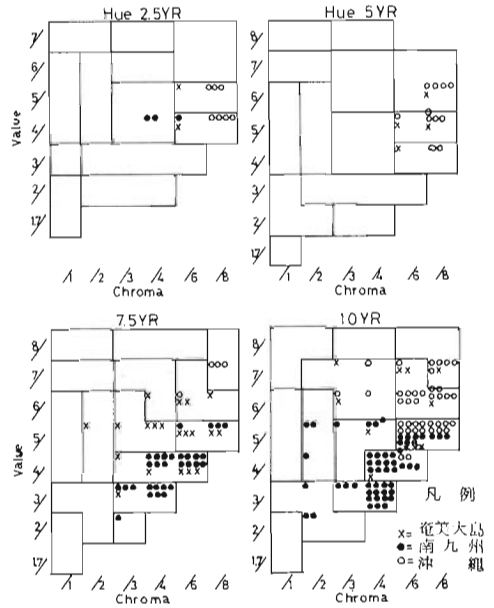 Hue 2.5YR
7/
6/
5/
4/
3/
2/
1.7/
Value
/1 /2 /3 /4 /6 /8
Chroma
Hue 5YR
8/
7/
6/
5/
4/
3/
2/
1.7/
/1 /2 /3 /4 /6 /8
Chroma
7.5YR
8/
7/
6/
5/
4/
3/
2/
1.7/
Value
/1 /2 /3 /4 /6 /8
Chroma
10YR
8/
7/
6/
5/
4/
3/
2/
1.7/
/1 /2 /3 /4 /6 /8
Chroma
凡例
x=奄美大島
●=南九州
○=沖縄